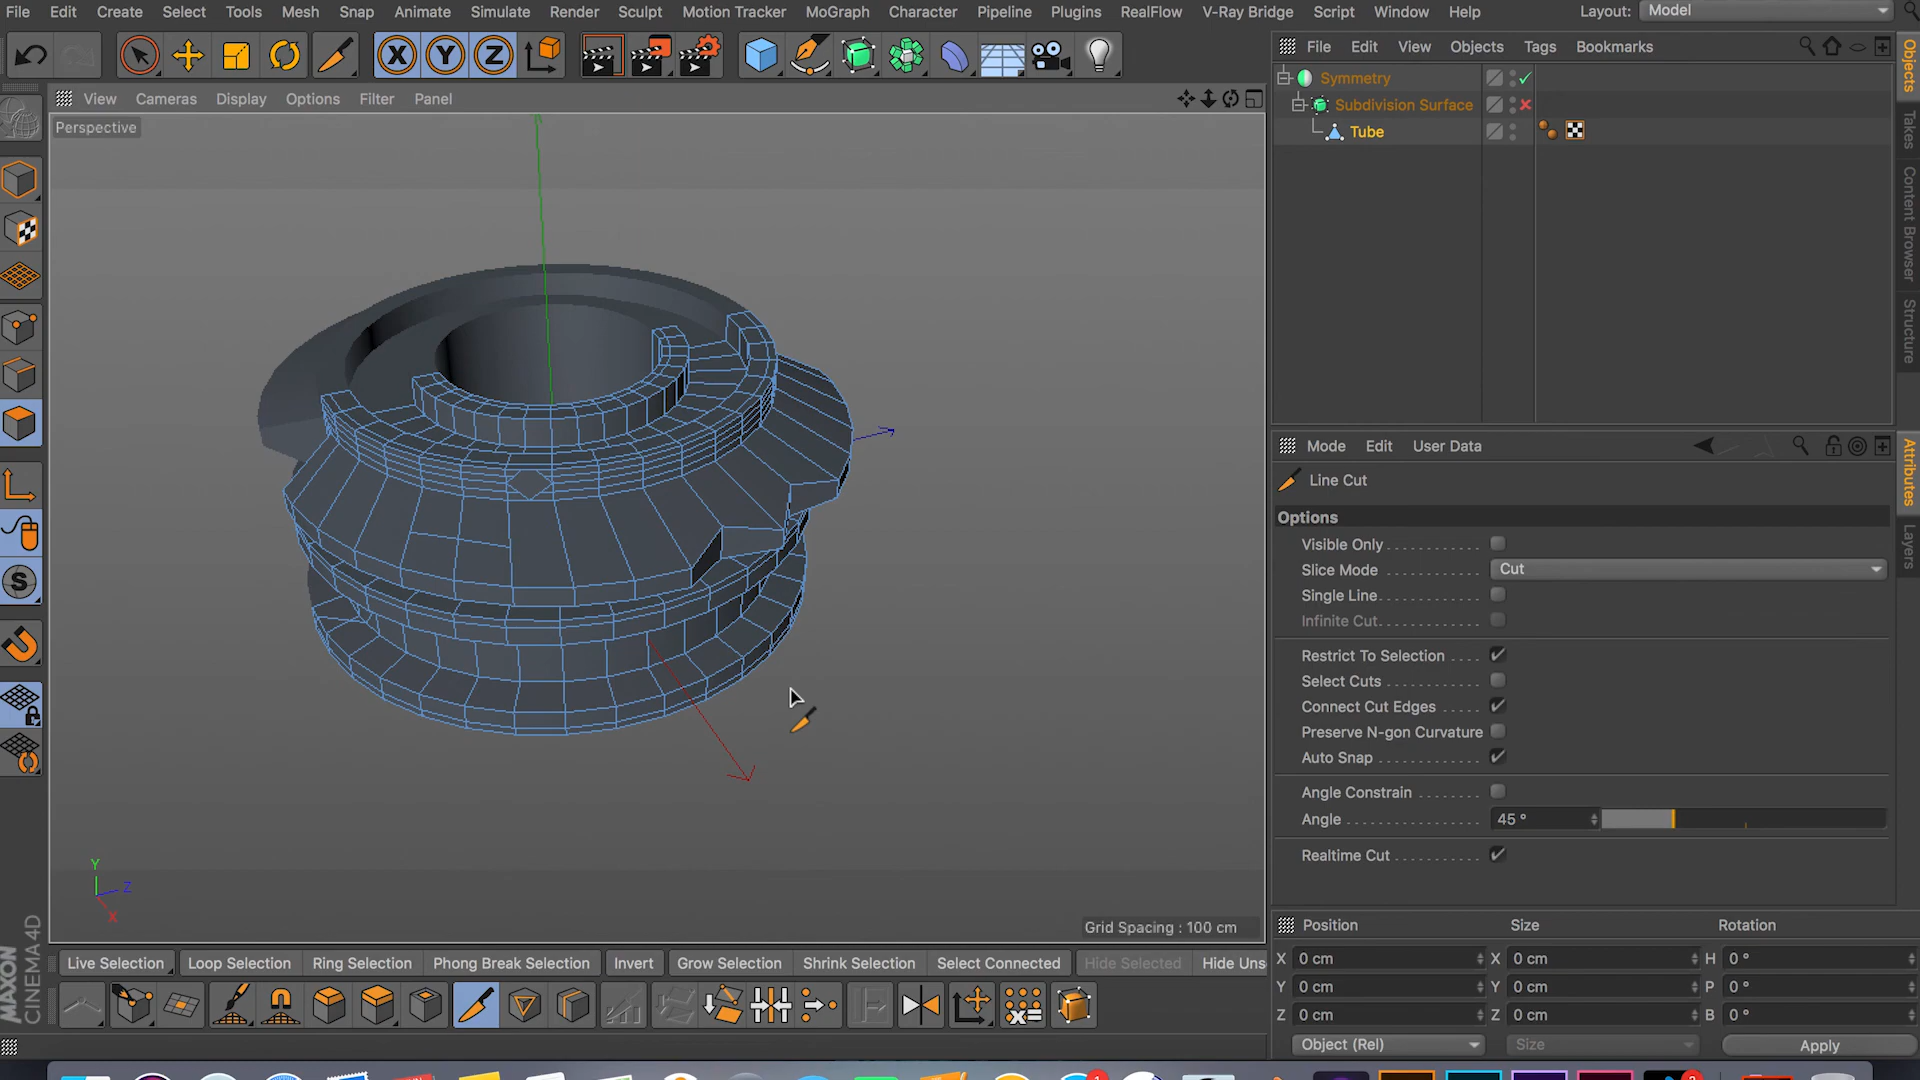 File Edit Create Select Tools Mesh Snap Animate Simulate Render Sculpt Motion Tracker MoGraph Character Pipeline Plugins RealFlow V-Ray Bridge Script Window Help Layout: Model
X Y Z
File Edit View Objects Tags Bookmarks
View Cameras Display Options Filter Panel
Perspective
Symmetry
Subdivision Surface
Tube
Objects
Takes
Content Browser
Structure
Mode Edit User Data
Line Cut
Options
Visible Only
Slice Mode Cut
Single Line
Infinite Cut
Restrict To Selection
Select Cuts
Connect Cut Edges
Preserve N-gon Curvature
Auto Snap
Angle Constrain
Angle 45 °
Realtime Cut
Attributes
Layers
S
Y
Z
X
Grid Spacing : 100 cm
Position Size Rotation
X 0 cm X 0 cm H 0 °
Y 0 cm Y 0 cm P 0 °
Z 0 cm Z 0 cm B 0 °
Object (Rel) Size Apply
Live Selection Loop Selection Ring Selection Phong Break Selection Invert Grow Selection Shrink Selection Select Connected Hide Selected Hide Uns
MAXON
CINEMA 4D